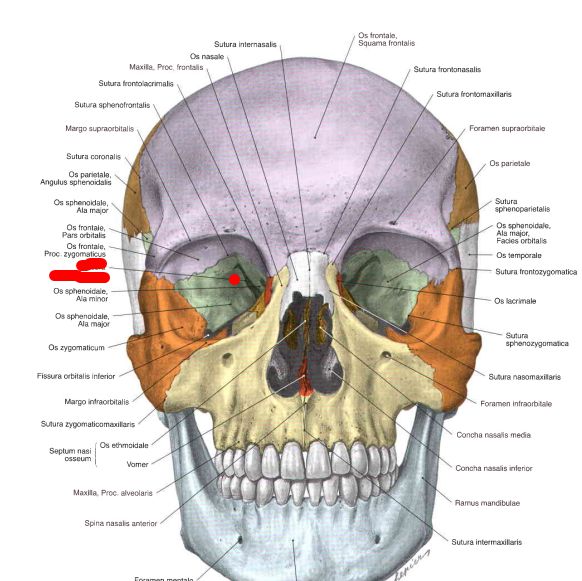 Sutura internasalis
Os nasale
Maxilla, Proc. frontalis
Sutura frontolacrimalis
Sutura sphenofrontalis
Margo supraorbitalis
Sutura coronalis
Os parietale,
Angulus sphenoidalis
Os sphenoidale,
Ala major
Os frontale,
Pars orbitalis
Os frontale,
Proc. zygomaticus
Os sphenoidale,
Ala minor
Os sphenoidale,
Ala major
Os zygomaticum
Fissura orbitalis inferior
Margo infraorbitalis
Sutura zygomaticomaxillaris
Septum nasi
osseum
Os ethmoidale
Vomer
Maxilla, Proc. alveolaris
Spina nasalis anterior
Foramen mentale
Os frontale,
Squama frontalis
Sutura frontonasalis
Sutura frontomaxillaris
Foramen supraorbitale
Os parietale
Sutura
sphenoparietalis
Os sphenoidale,
Ala major,
Facies orbitalis
Os temporale
Sutura frontozygomatica
Os lacrimale
Sutura
sphenozygomatica
Sutura nasomaxillaris
Foramen infraorbitale
Concha nasalis media
Concha nasalis inferior
Ramus mandibulae
Sutura intermaxillaris